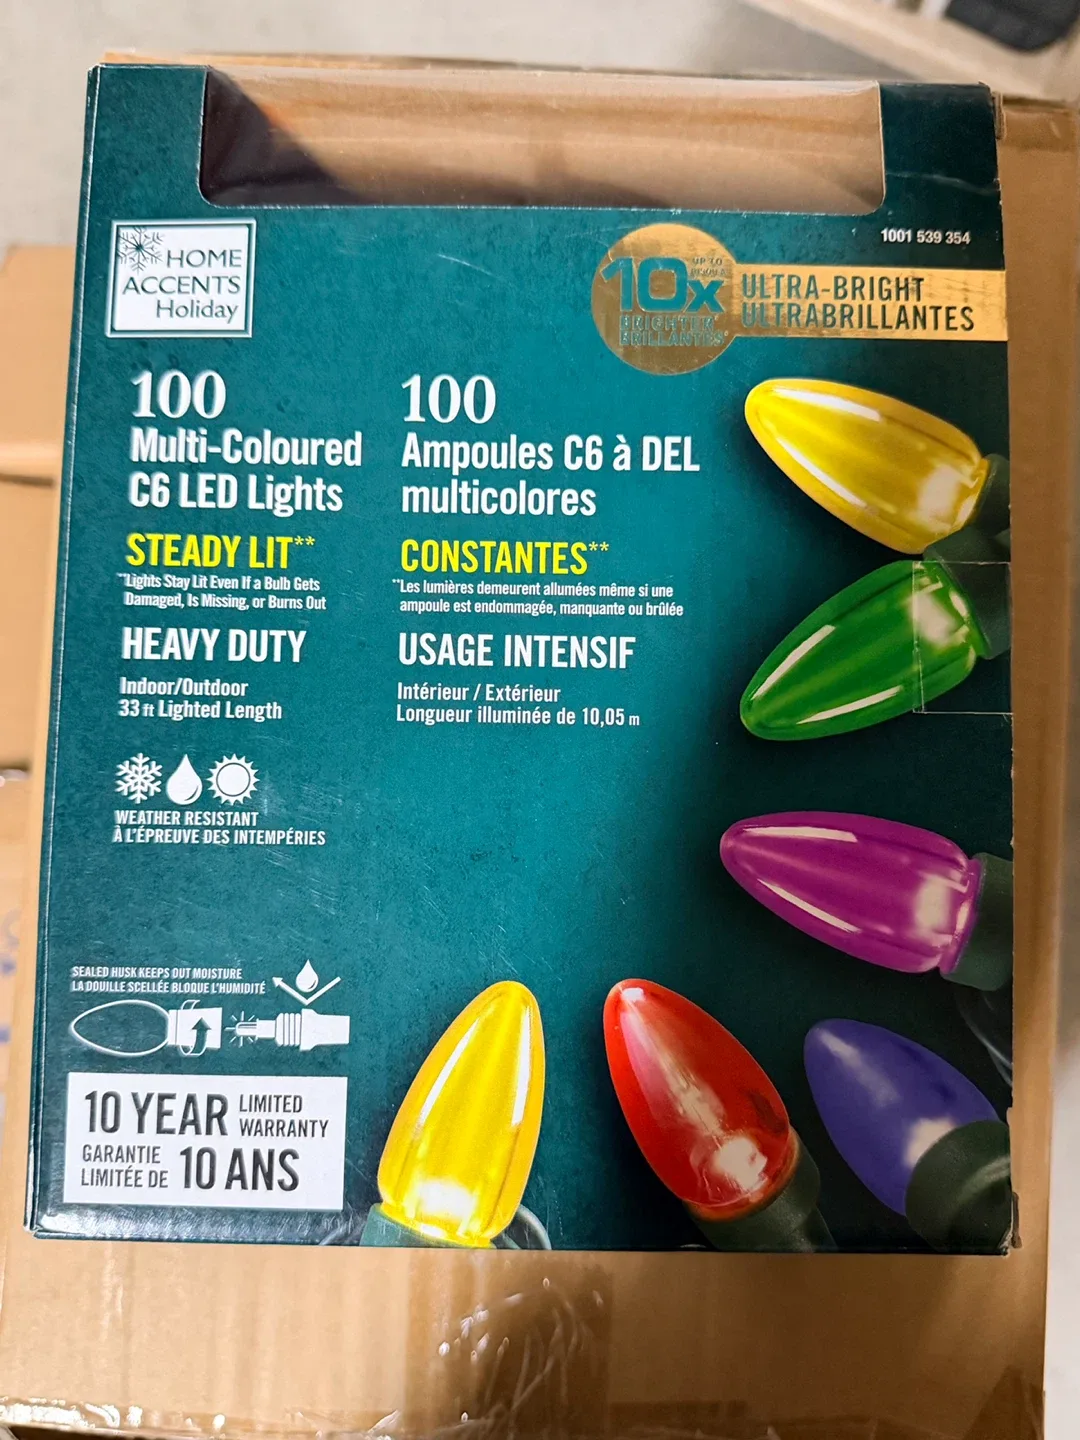 1001 539 354
HOME
ACCENTS
Holiday
10x
UP TO
BRIGHTER
BRILLANTES*
ULTRA-BRIGHT
ULTRABRILLANTES
100
Multi-Coloured
C6 LED Lights
STEADY LIT**
**Lights Stay Lit Even If a Bulb Gets
Damaged, Is Missing, or Burns Out
HEAVY DUTY
Indoor/Outdoor
33 ft Lighted Length
100
Ampoules C6 à DEL
multicolores
CONSTANTES**
**Les lumières demeurent allumées même si une
ampoule est endommagée, manquante ou brûlée
USAGE INTENSIF
Intérieur / Extérieur
Longueur illuminée de 10,05 m
WEATHER RESISTANT
À L'ÉPREUVE DES INTEMPÉRIES
SEALED HUSK KEEPS OUT MOISTURE
LA DOUILLE SCELLÉE BLOQUE L'HUMIDITÉ
10 YEAR LIMITED
WARRANTY
GARANTIE
LIMITÉE DE 10 ANS